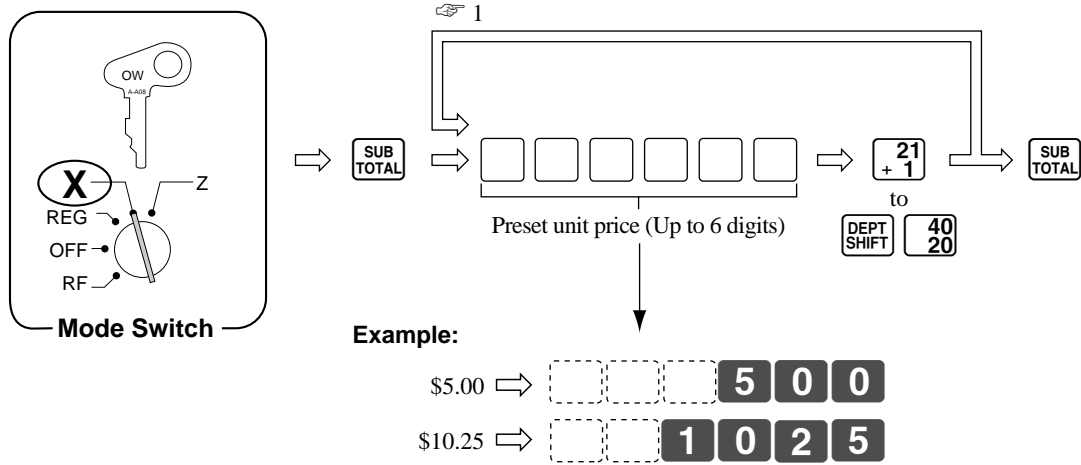 ☞ 1
OW
A-A08
X
Z
REG
OFF
RF
Mode Switch
SUB
TOTAL
21
+ 1
to
DEPT
SHIFT
40
20
SUB
TOTAL
Preset unit price (Up to 6 digits)
Example:
$5.00 5 0 0
$10.25 1 0 2 5